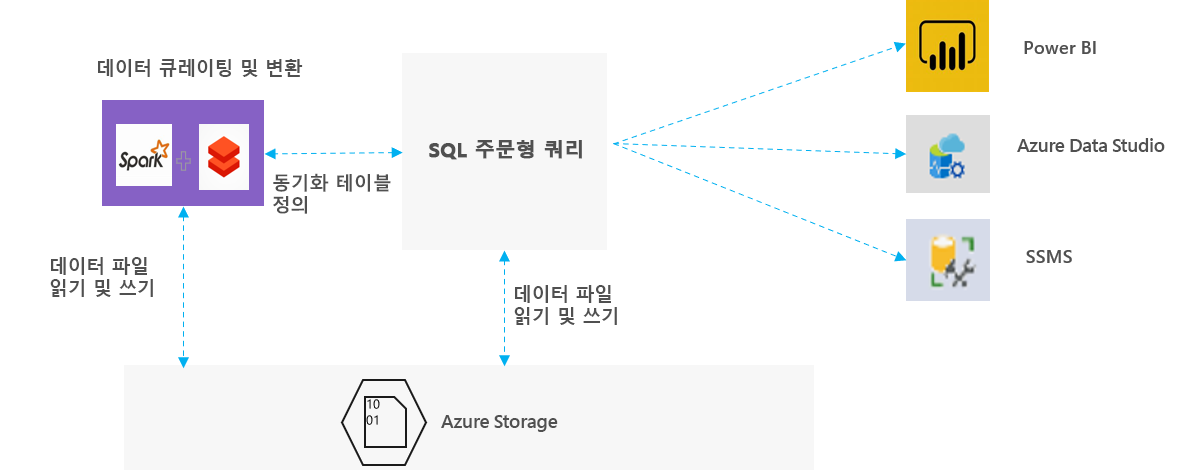 데이터 큐레이팅 및 변환
Spark
SQL 주문형 쿼리
동기화 테이블
정의
Power BI
Azure Data Studio
SSMS
데이터 파일
읽기 및 쓰기
데이터 파일
읽기 및 쓰기
10
01
Azure Storage